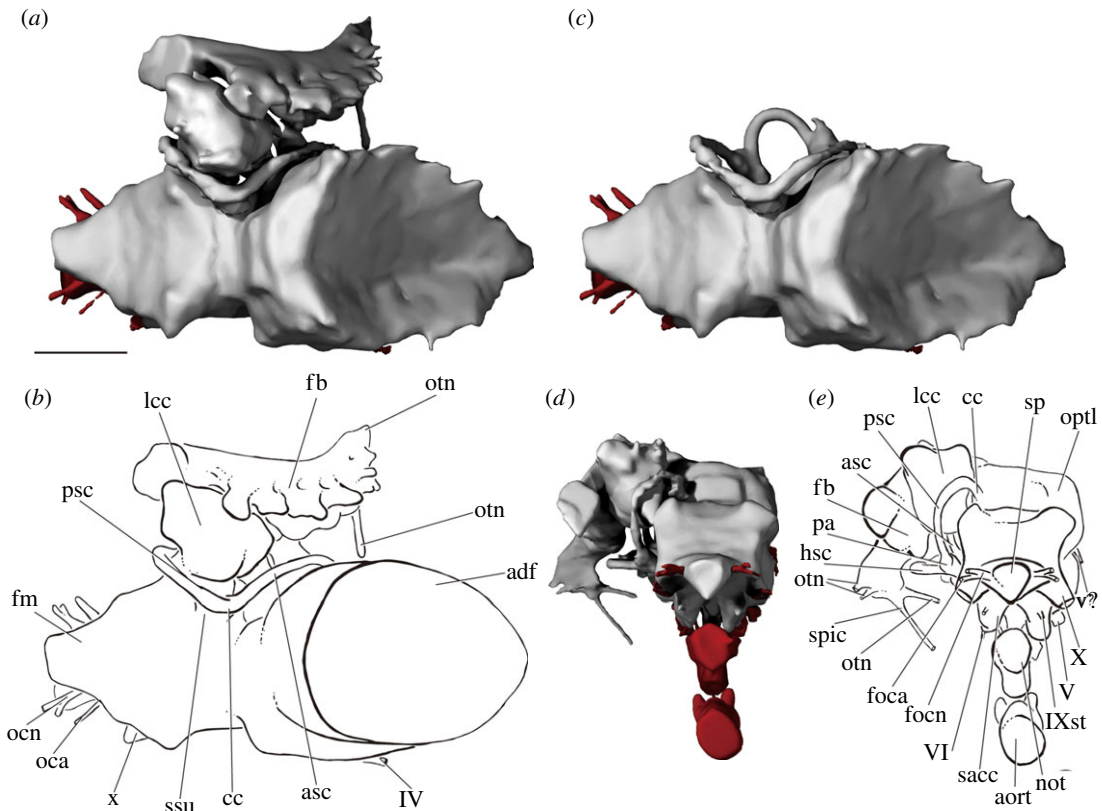 (a)
(c)
(b)
lcc
fb
otn
psc
otn
adf
fm
ocn
oca
x
ssu
cc
asc
IV
(d)
(e)
psc
lcc
cc
sp
optl
asc
fb
pa
hsc
otn
spic
otn
foca
focn
VI
sacc
aort
not
IXst
V
X
v?